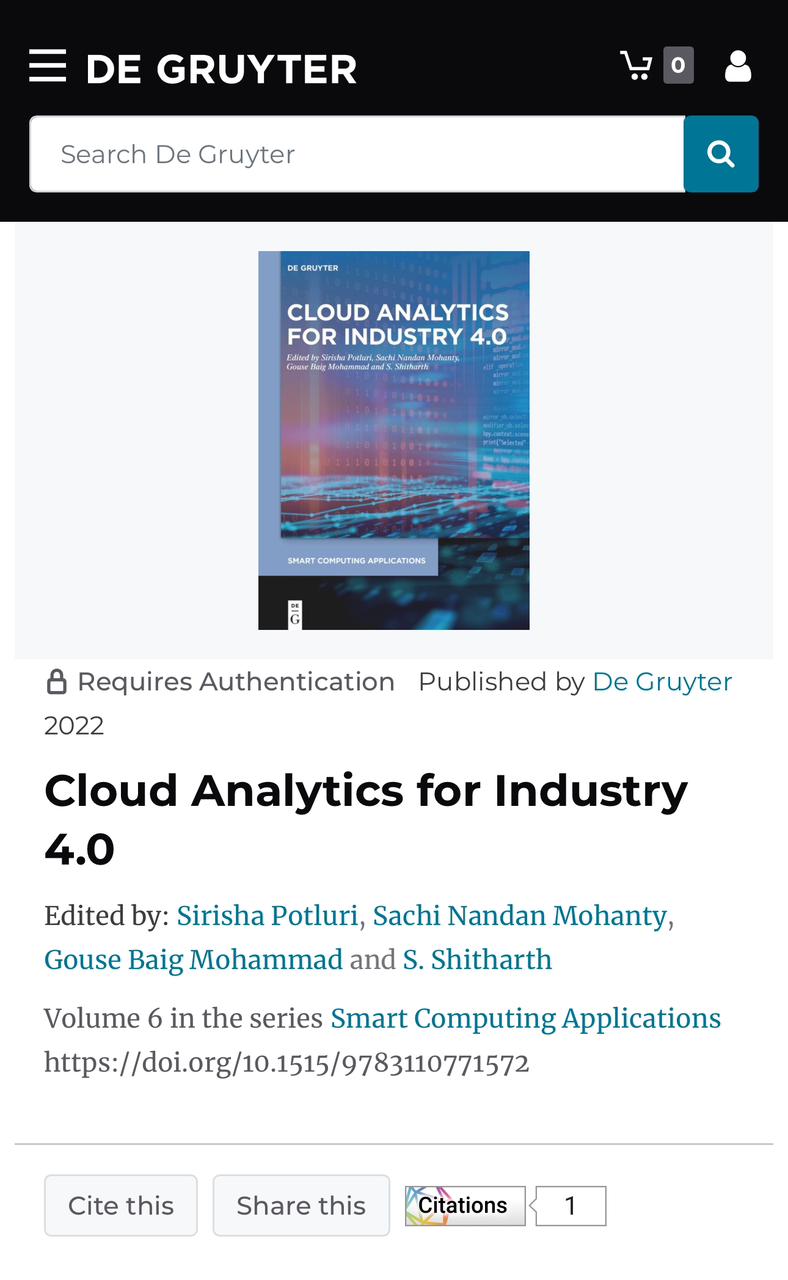 DE GRUYTER
0
Search De Gruyter
DE GRUYTER
CLOUD ANALYTICS
FOR INDUSTRY 4.0
Edited by Sirisha Potluri, Sachi Nandan Mohanty,
Gouse Baig Mohammad and S. Shitharth
SMART COMPUTING APPLICATIONS
DE
G
Requires Authentication Published by De Gruyter
2022
Cloud Analytics for Industry
4.0
Edited by: Sirisha Potluri, Sachi Nandan Mohanty,
Gouse Baig Mohammad and S. Shitharth
Volume 6 in the series Smart Computing Applications
https://doi.org/10.1515/9783110771572
Cite this Share this Citations 1